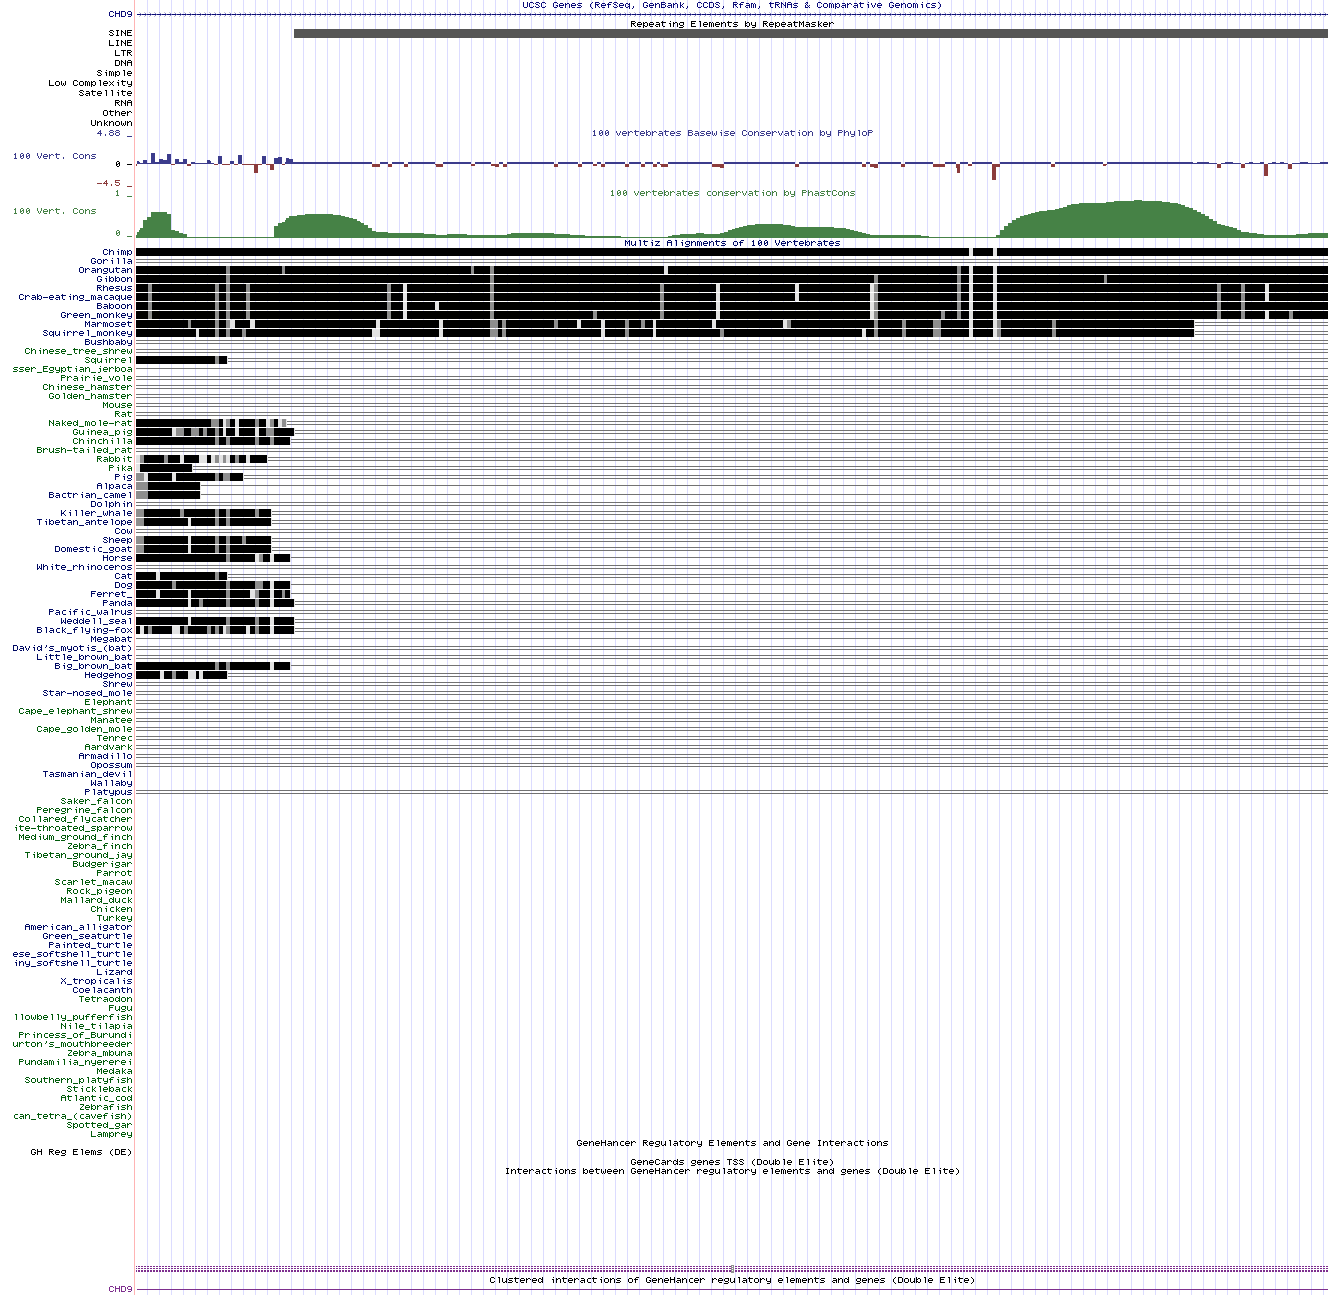 UCSC Genes (RefSeq, GenBank, CCDS, Rfam, tRNAs & Comparative Genomics)
CHD9
Repeating Elements by RepeatMasker
SINE
LINE
LTR
DNA
Simple
Low Complexity
Satellite
RNA
Other
Unknown
4.88 _
100 vertebrates Basewise Conservation by PhyloP
100 Vert. Cons
0 _
-4.5 _
100 vertebrates conservation by PhastCons
1 _
100 Vert. Cons
0 _
Multiz Alignments of 100 Vertebrates
Chimp
Gorilla
Orangutan
Gibbon
Rhesus
Crab-eating_macaque
Baboon
Green_monkey
Marmoset
Squirrel_monkey
Bushbaby
Chinese_tree_shrew
Squirrel
sser_Egyptian_jerboa
Prairie_vole
Chinese_hamster
Golden_hamster
Mouse
Rat
Naked_mole-rat
Guinea_pig
Chinchilla
Brush-tailed_rat
Rabbit
Pika
Pig
Alpaca
Bactrian_camel
Dolphin
Killer_whale
Tibetan_antelope
Cow
Sheep
Domestic_goat
Horse
White_rhinoceros
Cat
Dog
Ferret_
Panda
Pacific_walrus
Weddell_seal
Black_flying-fox
Megabat
David's_myotis_(bat)
Little_brown_bat
Big_brown_bat
Hedgehog
Shrew
Star-nosed_mole
Elephant
Cape_elephant_shrew
Manatee
Cape_golden_mole
Tenrec
Aardvark
Armadillo
Opossum
Tasmanian_devil
Wallaby
Platypus
Saker_falcon
Peregrine_falcon
Collared_flycatcher
ite-throated_sparrow
Medium_ground_finch
Zebra_finch
Tibetan_ground_jay
Budgerigar
Parrot
Scarlet_macaw
Rock_pigeon
Mallard_duck
Chicken
Turkey
American_alligator
Green_seaturtle
Painted_turtle
ese_softshell_turtle
iny_softshell_turtle
Lizard
X_tropicalis
Coelacanth
Tetraodon
Fugu
llowbelly_pufferfish
Nile_tilapia
Princess_of_Burundi
urton's_mouthbreeder
Zebra_mbuna
Pundamilia_nyererei
Medaka
Southern_platyfish
Stickleback
Atlantic_cod
Zebrafish
can_tetra_(cavefish)
Spotted_gar
Lamprey
GeneHancer Regulatory Elements and Gene Interactions
GH Reg Elems (DE)
GeneCards genes TSS (Double Elite)
Interactions between GeneHancer regulatory elements and genes (Double Elite)
Clustered interactions of GeneHancer regulatory elements and genes (Double Elite)
CHD9